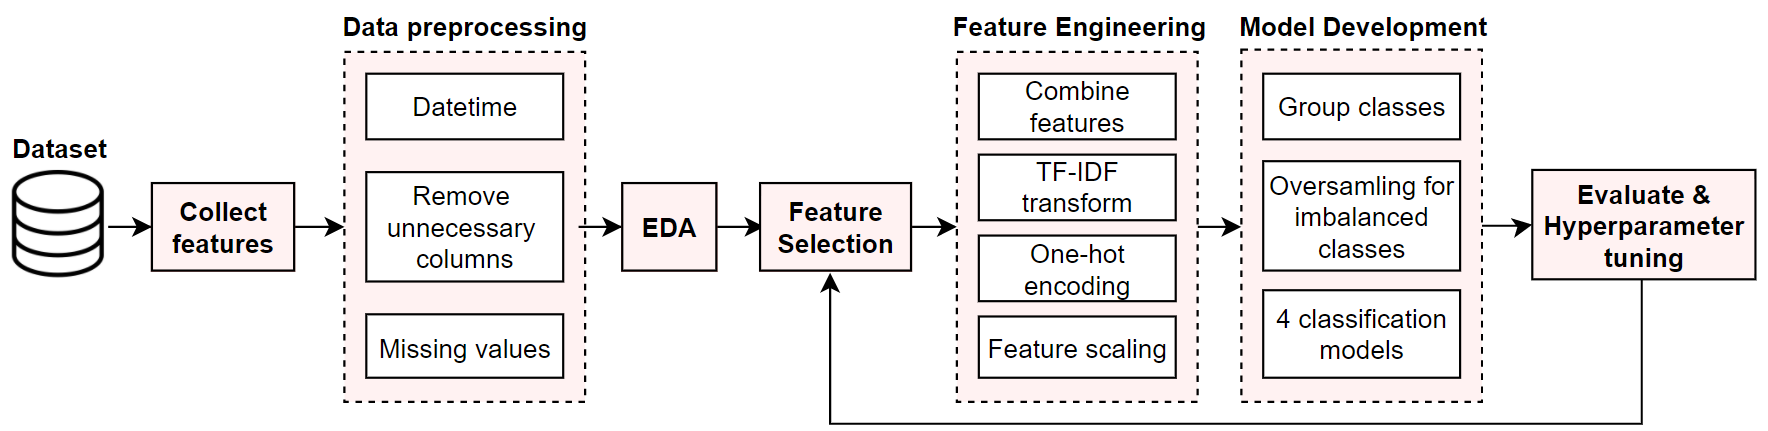 Dataset
Collect
features
Data preprocessing
Datetime
Remove
unnecessary
columns
Missing values
EDA
Feature
Selection
Feature Engineering
Combine
features
TF-IDF
transform
One-hot
encoding
Feature scaling
Model Development
Group classes
Oversamling for
imbalanced
classes
4 classification
models
Evaluate &
Hyperparameter
tuning